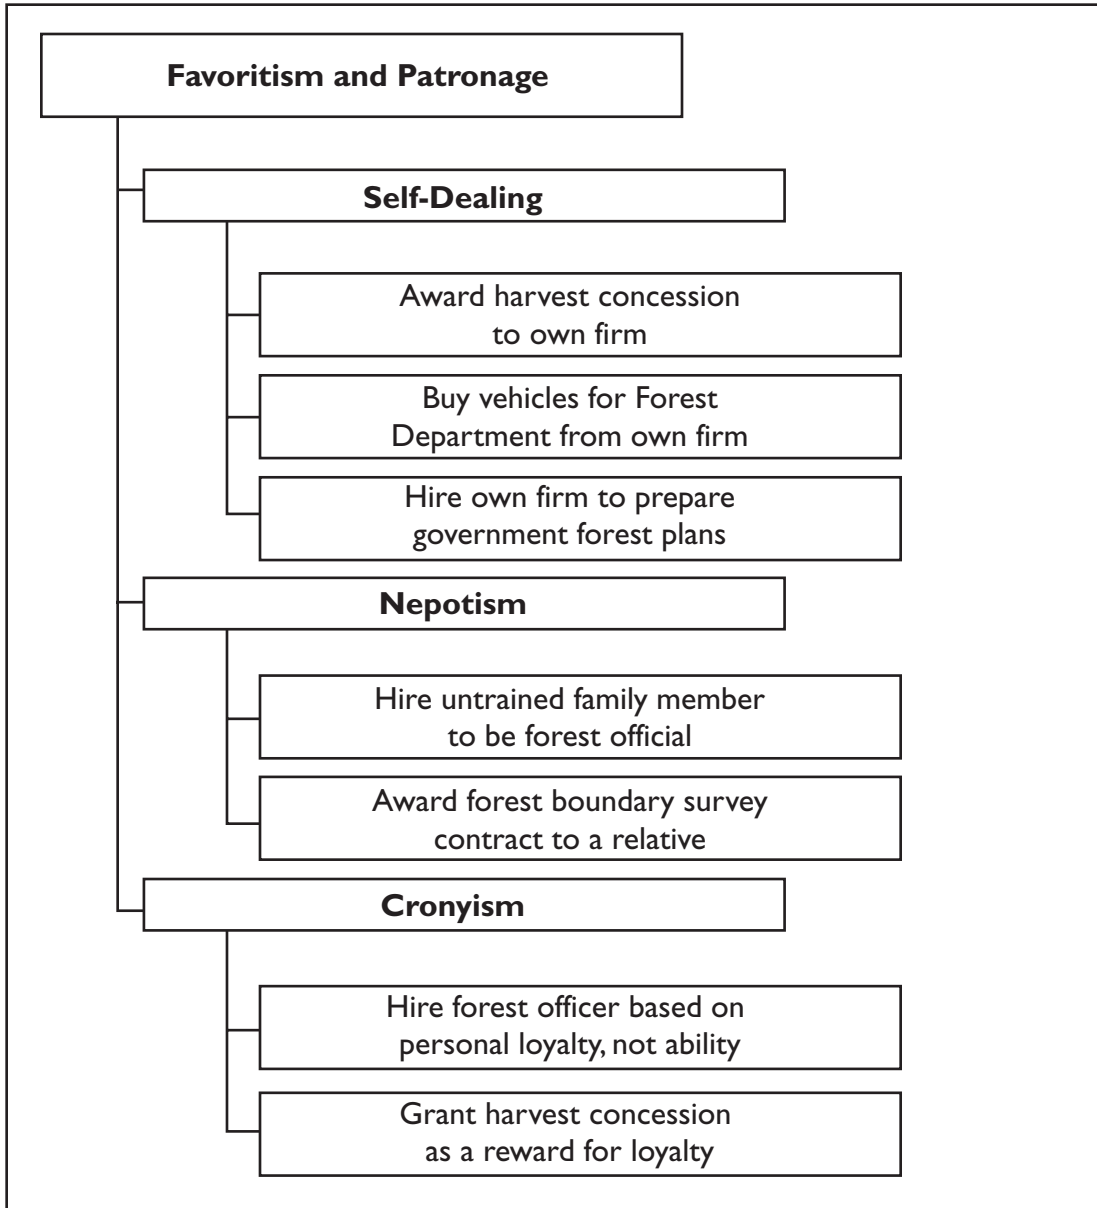 Favoritism and Patronage
Self-Dealing
Award harvest concession
to own firm
Buy vehicles for Forest
Department from own firm
Hire own firm to prepare
government forest plans
Nepotism
Hire untrained family member
to be forest official
Award forest boundary survey
contract to a relative
Cronyism
Hire forest officer based on
personal loyalty, not ability
Grant harvest concession
as a reward for loyalty